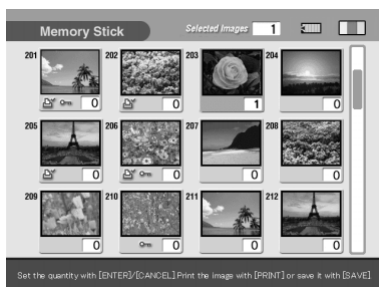 Memory Stick Selected Images 1
201 202 203 204
0 0 1 0
205 206 207 208
0 0 0 0
209 210 211 212
0 0 0 0
Set the quantity with [ENTER]/[CANCEL].Print the image with [PRINT] or save it with [SAVE]